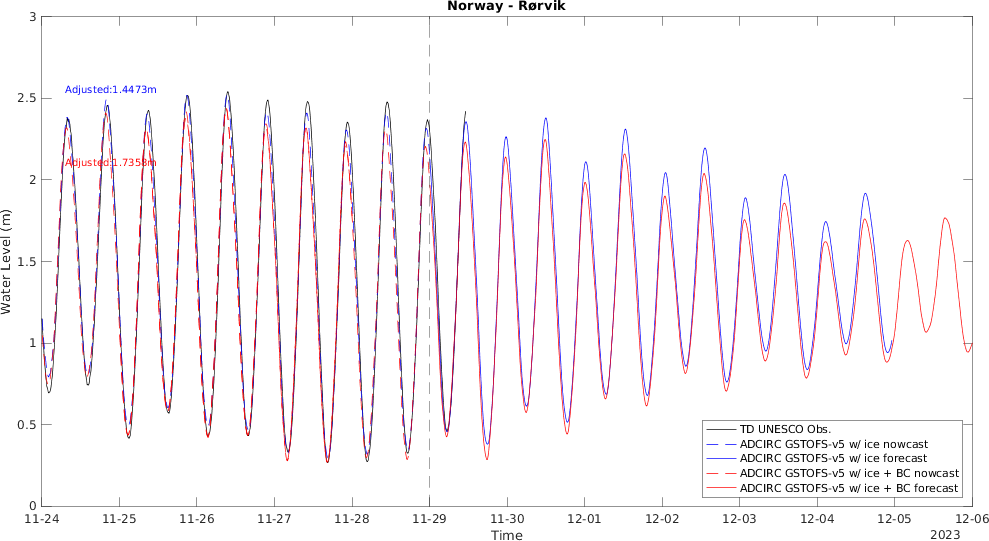 Norway - Rørvik
3
2.5
2
1.5
1
0.5
0
Water Level (m)
Adjusted:1.4473m
Adjusted:1.7358m
TD UNESCO Obs.
ADCIRC GSTOFS-v5 w/ ice nowcast
ADCIRC GSTOFS-v5 w/ ice forecast
ADCIRC GSTOFS-v5 w/ ice + BC nowcast
ADCIRC GSTOFS-v5 w/ ice + BC forecast
11-24 11-25 11-26 11-27 11-28 11-29 11-30 12-01 12-02 12-03 12-04 12-05 12-06
Time
2023